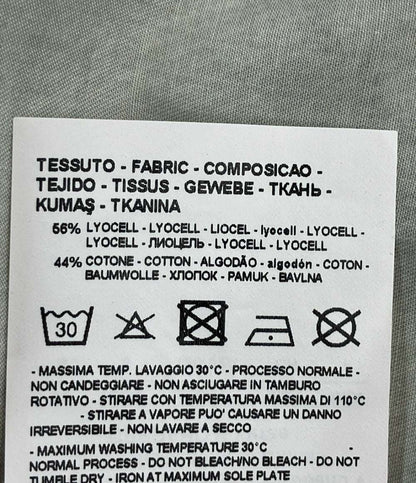 TESSUTO - FABRIC - COMPOSICAO -
TEJIDO - TISSUS - GEWEBE - ТКАНЬ -
KUMAŞ - TKANINA
56% LYOCELL - LYOCELL - LIOCEL - lyocell - LYOCELL -
LYOCELL - ЛИОЦЕЛЬ - LYOCELL - LYOCELL
44% COTONE - COTTON - ALGODÃO - algodón - COTON -
BAUMWOLLE - ХЛОПОК - PAMUK - BAVLNA
30
- MASSIMA TEMP. LAVAGGIO 30°C - PROCESSO NORMALE -
NON CANDEGGIARE - NON ASCIUGARE IN TAMBURO
ROTATIVO - STIRARE CON TEMPERATURA MASSIMA DI 110°C
- STIRARE A VAPORE PUO' CAUSARE UN DANNO
IRREVERSIBILE - NON LAVARE A SECCO
- MAXIMUM WASHING TEMPERATURE 30°C -
NORMAL PROCESS - DO NOT BLEACH/NO BLEACH - DO NOT
TUMBLE DRY - IRON AT MAXIMUM SOLE PLATE